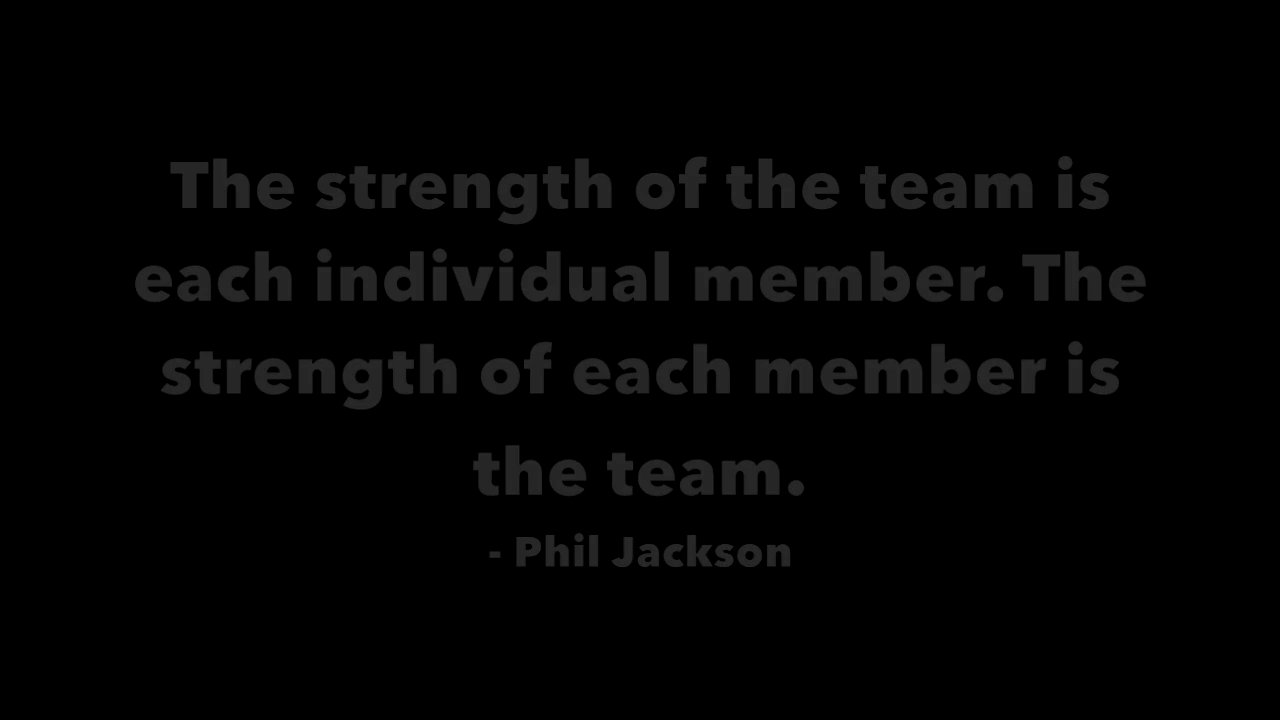 The strength of the team is
each individual member. The
strength of each member is
the team.
- Phil Jackson